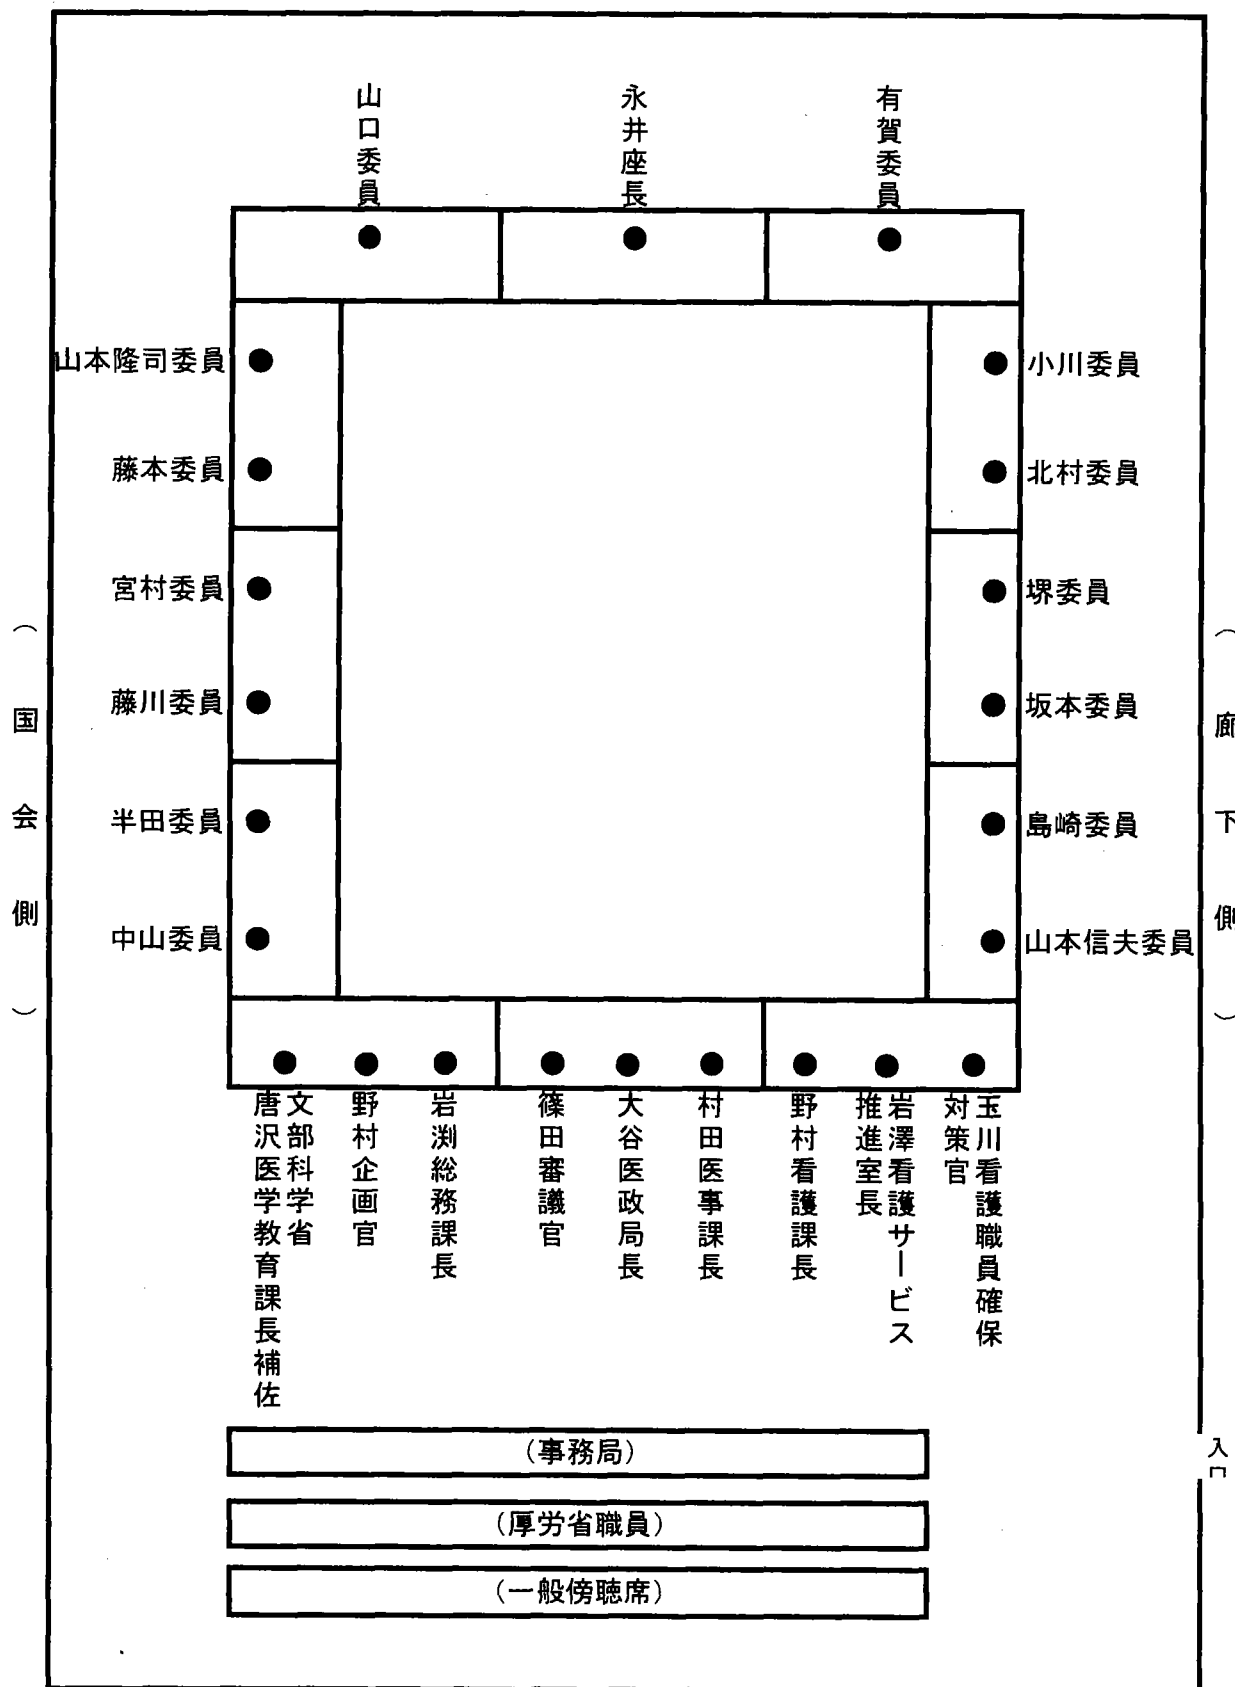 山口委員
永井座長
有賀委員
山本隆司委員
藤本委員
宮村委員
藤川委員
半田委員
中山委員
小川委員
北村委員
堺委員
坂本委員
島崎委員
山本信夫委員
（国会側）
（廊下側）
文部科学省
唐沢医学教育課長補佐
野村企画官
岩渕総務課長
篠田審議官
大谷医政局長
村田医事課長
野村看護課長
岩澤看護サービス
推進室長
玉川看護職員確保
対策官
（事務局）
（厚労省職員）
（一般傍聴席）
入口